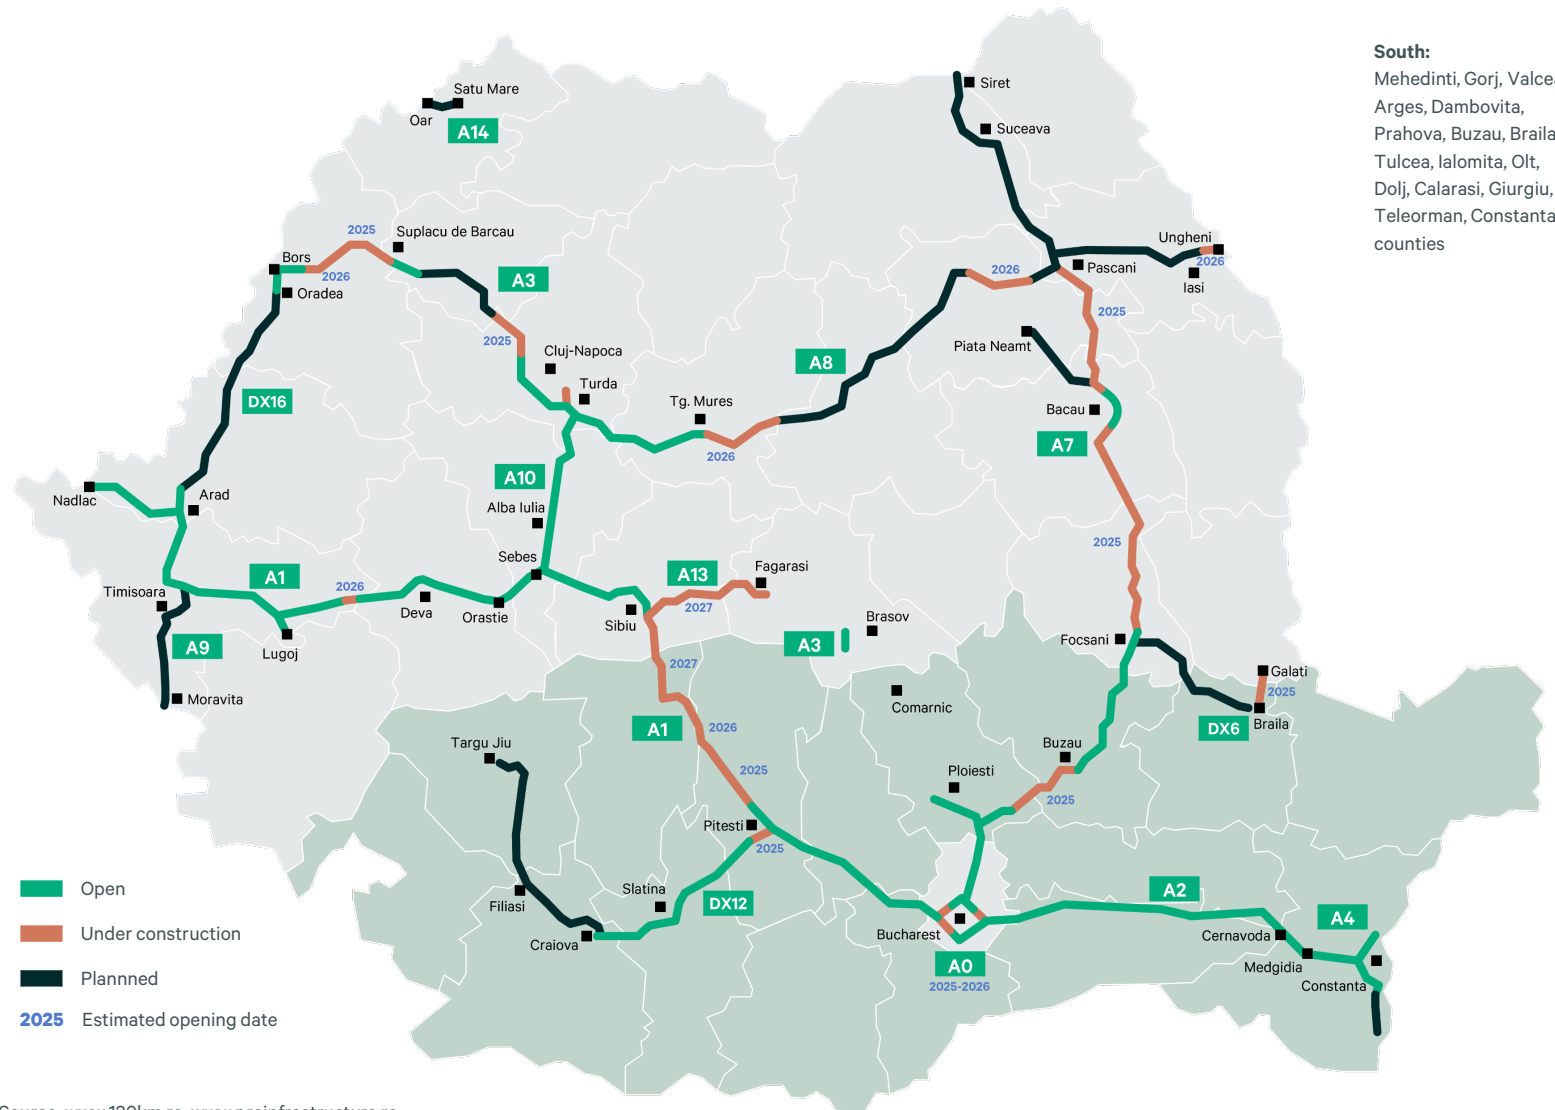 South:
Mehedinti, Gorj, Valcea
Arges, Dambovita,
Prahova, Buzau, Braila
Tulcea, Ialomita, Olt,
Dolj, Calarasi, Giurgiu,
Teleorman, Constanta
counties
Siret
Satu Mare
Oar
A14
Suceava
2025
Suplacu de Barcau
Ungheni
Bors
2026
A3
2026
Pascani
2026
Iasi
Oradea
2025
2025
Piata Neamt
Cluj-Napoca
A8
Turda
DX16
Tg. Mures
Bacau
A7
2026
A10
Nadlac
Arad
Alba Iulia
2025
Sebes
Fagarasi
A13
A1
2026
Timisoara
Deva
2027
Orastie
Sibiu
Brasov
A9
Lugoj
A3
Focsani
2027
Galati
2025
Moravita
Comarnic
A1
2026
DX6
Braila
Targu Jiu
Buzau
2025
Ploiesti
2025
Pitesti
2025
Open
Slatina
A2
Filiasi
DX12
A4
Under construction
Bucharest
Cernavoda
Craiova
A0
Medgidia
Plannned
2025-2026
Constanta
2025 Estimated opening date